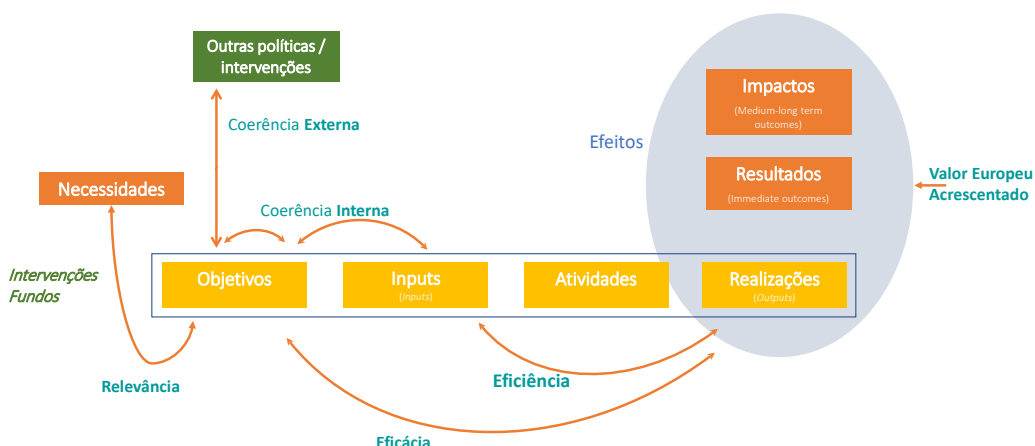 Outras políticas /
intervenções
Coerência Externa
Impactos
(Medium-long term
outcomes)
Efeitos
Necessidades
Resultados
(Immediate outcomes)
Valor Europeu
Acrescentado
Coerência Interna
Intervenções
Fundos
Objetivos
Inputs
(Inputs)
Atividades
Realizações
(Outputs)
Relevância
Eficiência
Eficácia